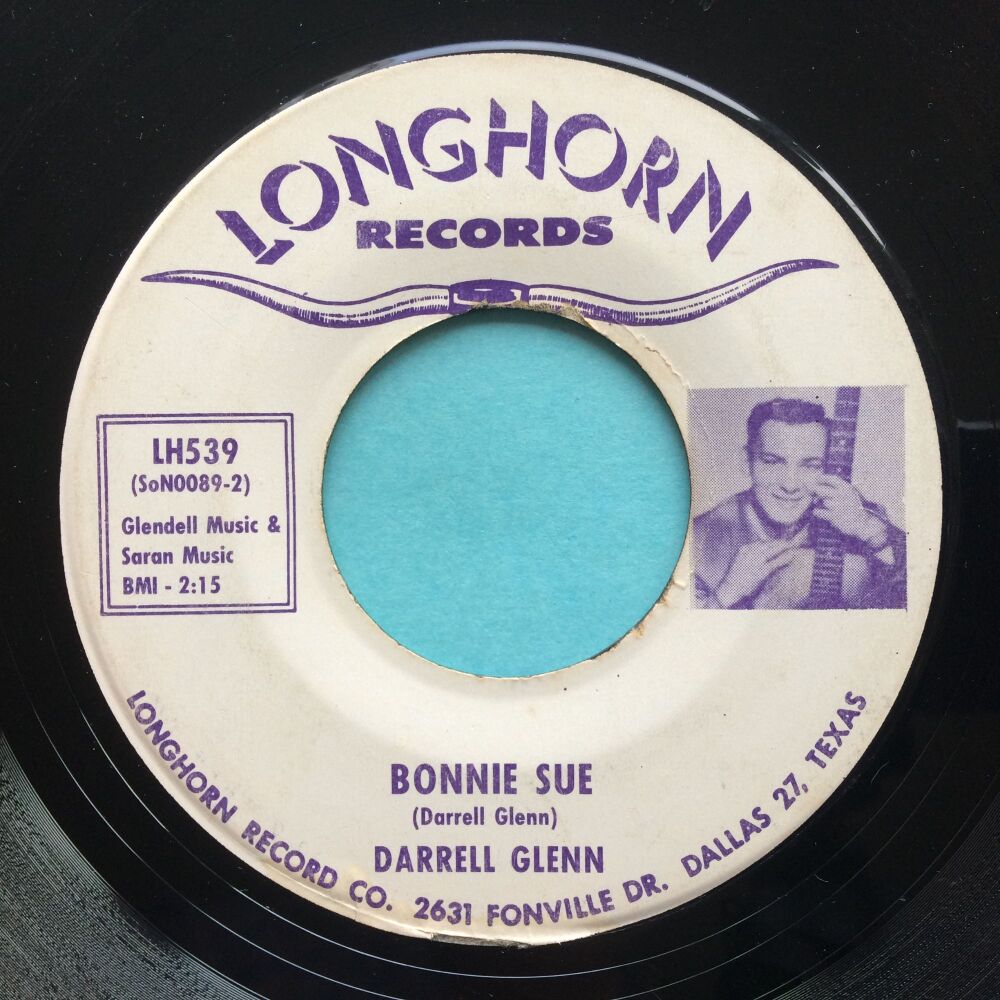 LONGHORN
RECORDS
LH539
(SoN0089-2)
Glendell Music &
Saran Music
BMI - 2:15
BONNIE SUE
(Darrell Glenn)
DARRELL GLENN
LONGHORN RECORD CO. 2631 FONVILLE DR. DALLAS 27, TEXAS